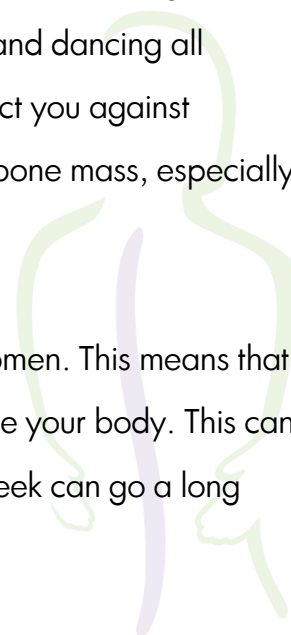 and dancing all
ct you against
bone mass, especially
omen. This means that
e your body. This can
eek can go a long